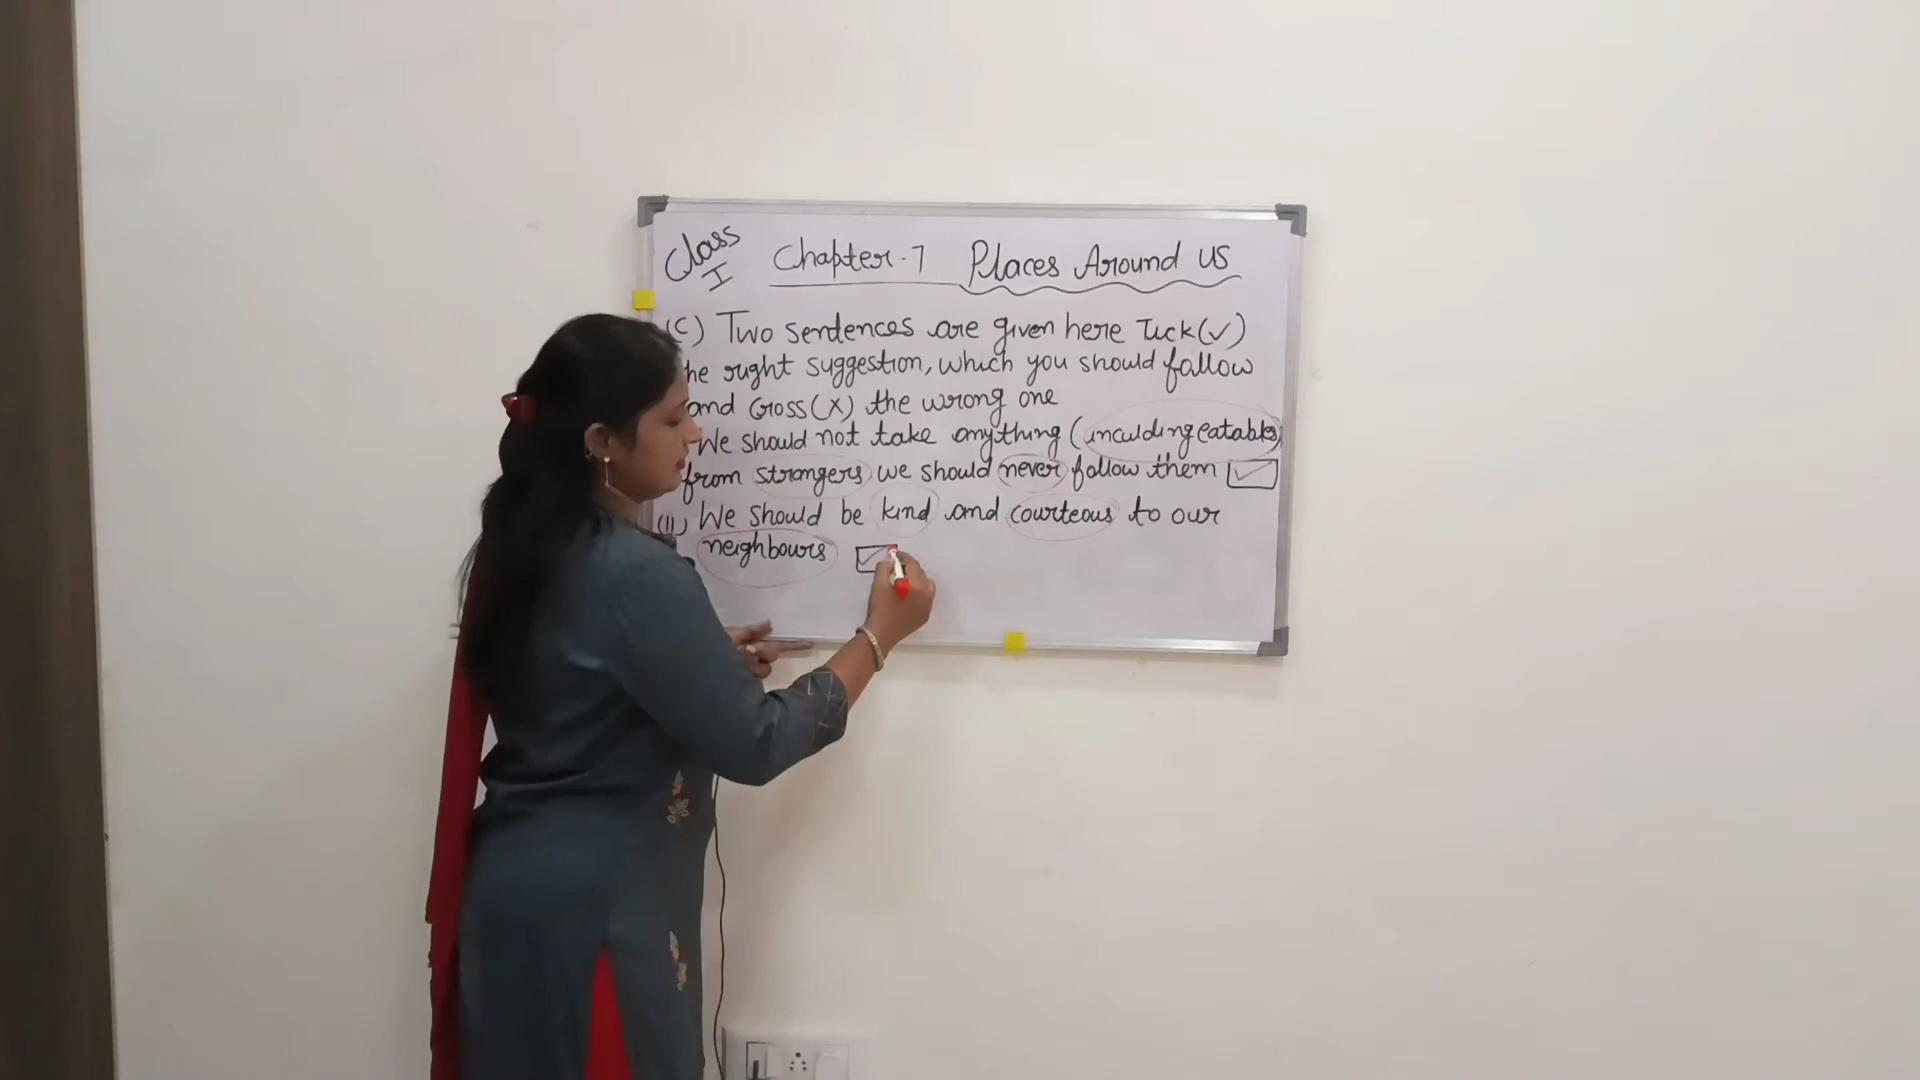 Class I
Chapter-7 Places Around us
(C) Two sentences are given here Tick(✓)
he right suggestion, which you should follow
and Cross(X) the wrong one
We should not take anything (inculding eatables)
from strangers we should never follow them ✓
(II) We should be kind and courteous to our
neighbours ✓